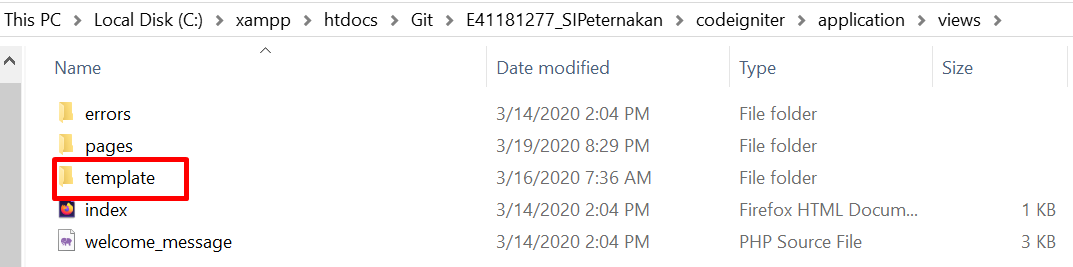 This PC > Local Disk (C:) > xampp > htdocs > Git > E41181277_SIPeternakan > codeigniter > application > views >
Name Date modified Type Size
errors 3/14/2020 2:04 PM File folder
pages 3/19/2020 8:29 PM File folder
template 3/16/2020 7:36 AM File folder
index 3/14/2020 2:04 PM Firefox HTML Docum... 1 KB
welcome_message 3/14/2020 2:04 PM PHP Source File 3 KB